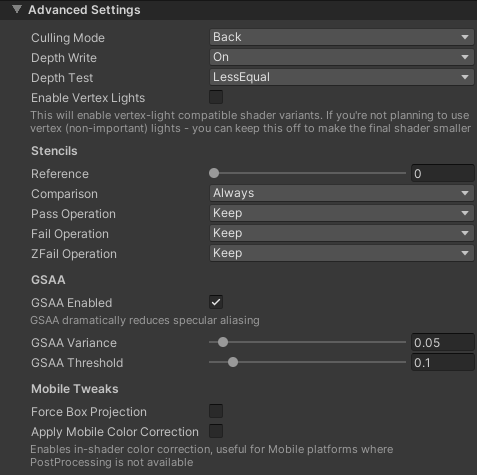 Advanced Settings
Culling Mode Back
Depth Write On
Depth Test LessEqual
Enable Vertex Lights
This will enable vertex-light compatible shader variants. If you're not planning to use
vertex (non-important) lights - you can keep this off to make the final shader smaller
Stencils
Reference 0
Comparison Always
Pass Operation Keep
Fail Operation Keep
ZFail Operation Keep
GSAA
GSAA Enabled
GSAA dramatically reduces specular aliasing
GSAA Variance 0.05
GSAA Threshold 0.1
Mobile Tweaks
Force Box Projection
Apply Mobile Color Correction
Enables in-shader color correction, useful for Mobile platforms where
PostProcessing is not available